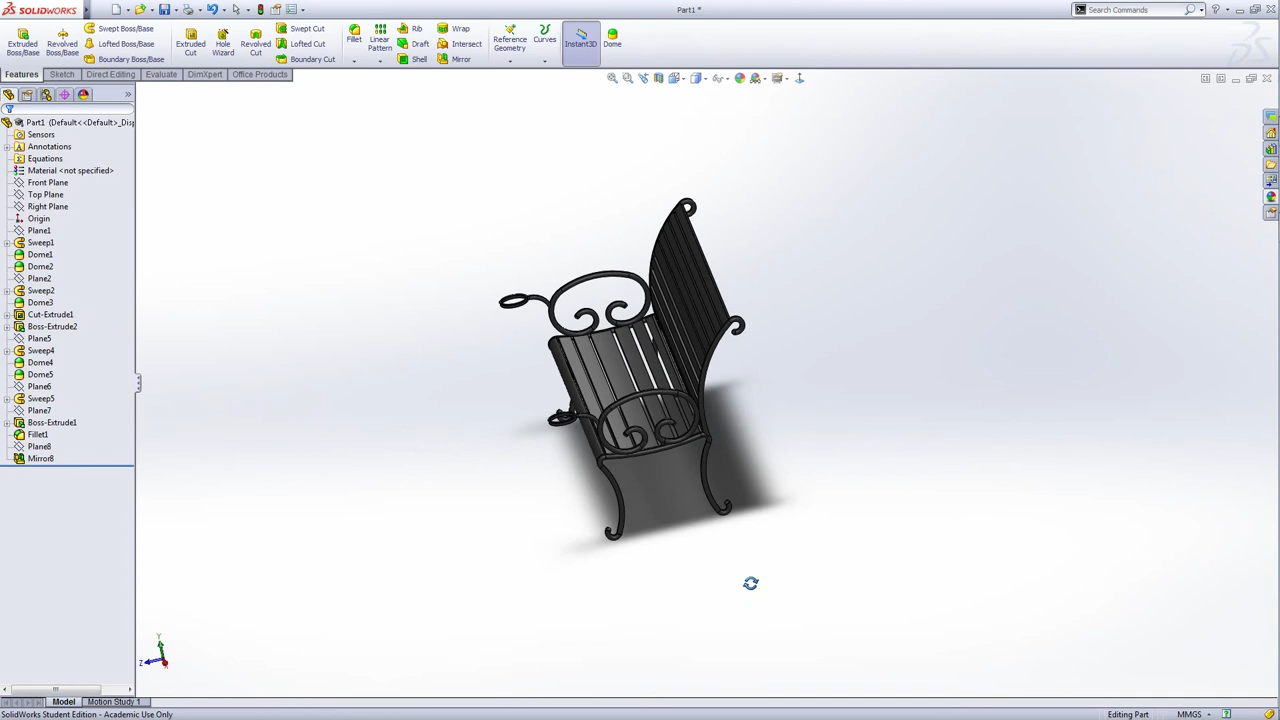 SOLIDWORKS
Part1 *
Search Commands
Extruded Boss/Base
Revolved Boss/Base
Swept Boss/Base
Lofted Boss/Base
Boundary Boss/Base
Extruded Cut
Hole Wizard
Revolved Cut
Swept Cut
Lofted Cut
Boundary Cut
Fillet
Linear Pattern
Rib
Draft
Shell
Wrap
Intersect
Mirror
Reference Geometry
Curves
Instant3D
Dome
Features
Sketch
Direct Editing
Evaluate
DimXpert
Office Products
Part1 (Default<<Default>_Disp
Sensors
Annotations
Equations
Material <not specified>
Front Plane
Top Plane
Right Plane
Origin
Plane1
Sweep1
Dome1
Dome2
Plane2
Sweep2
Dome3
Cut-Extrude1
Boss-Extrude2
Plane5
Sweep4
Dome4
Dome5
Plane6
Sweep5
Plane7
Boss-Extrude1
Fillet1
Plane8
Mirror8
Y
Z
Model
Motion Study 1
SolidWorks Student Edition - Academic Use Only
Editing Part
MMGS